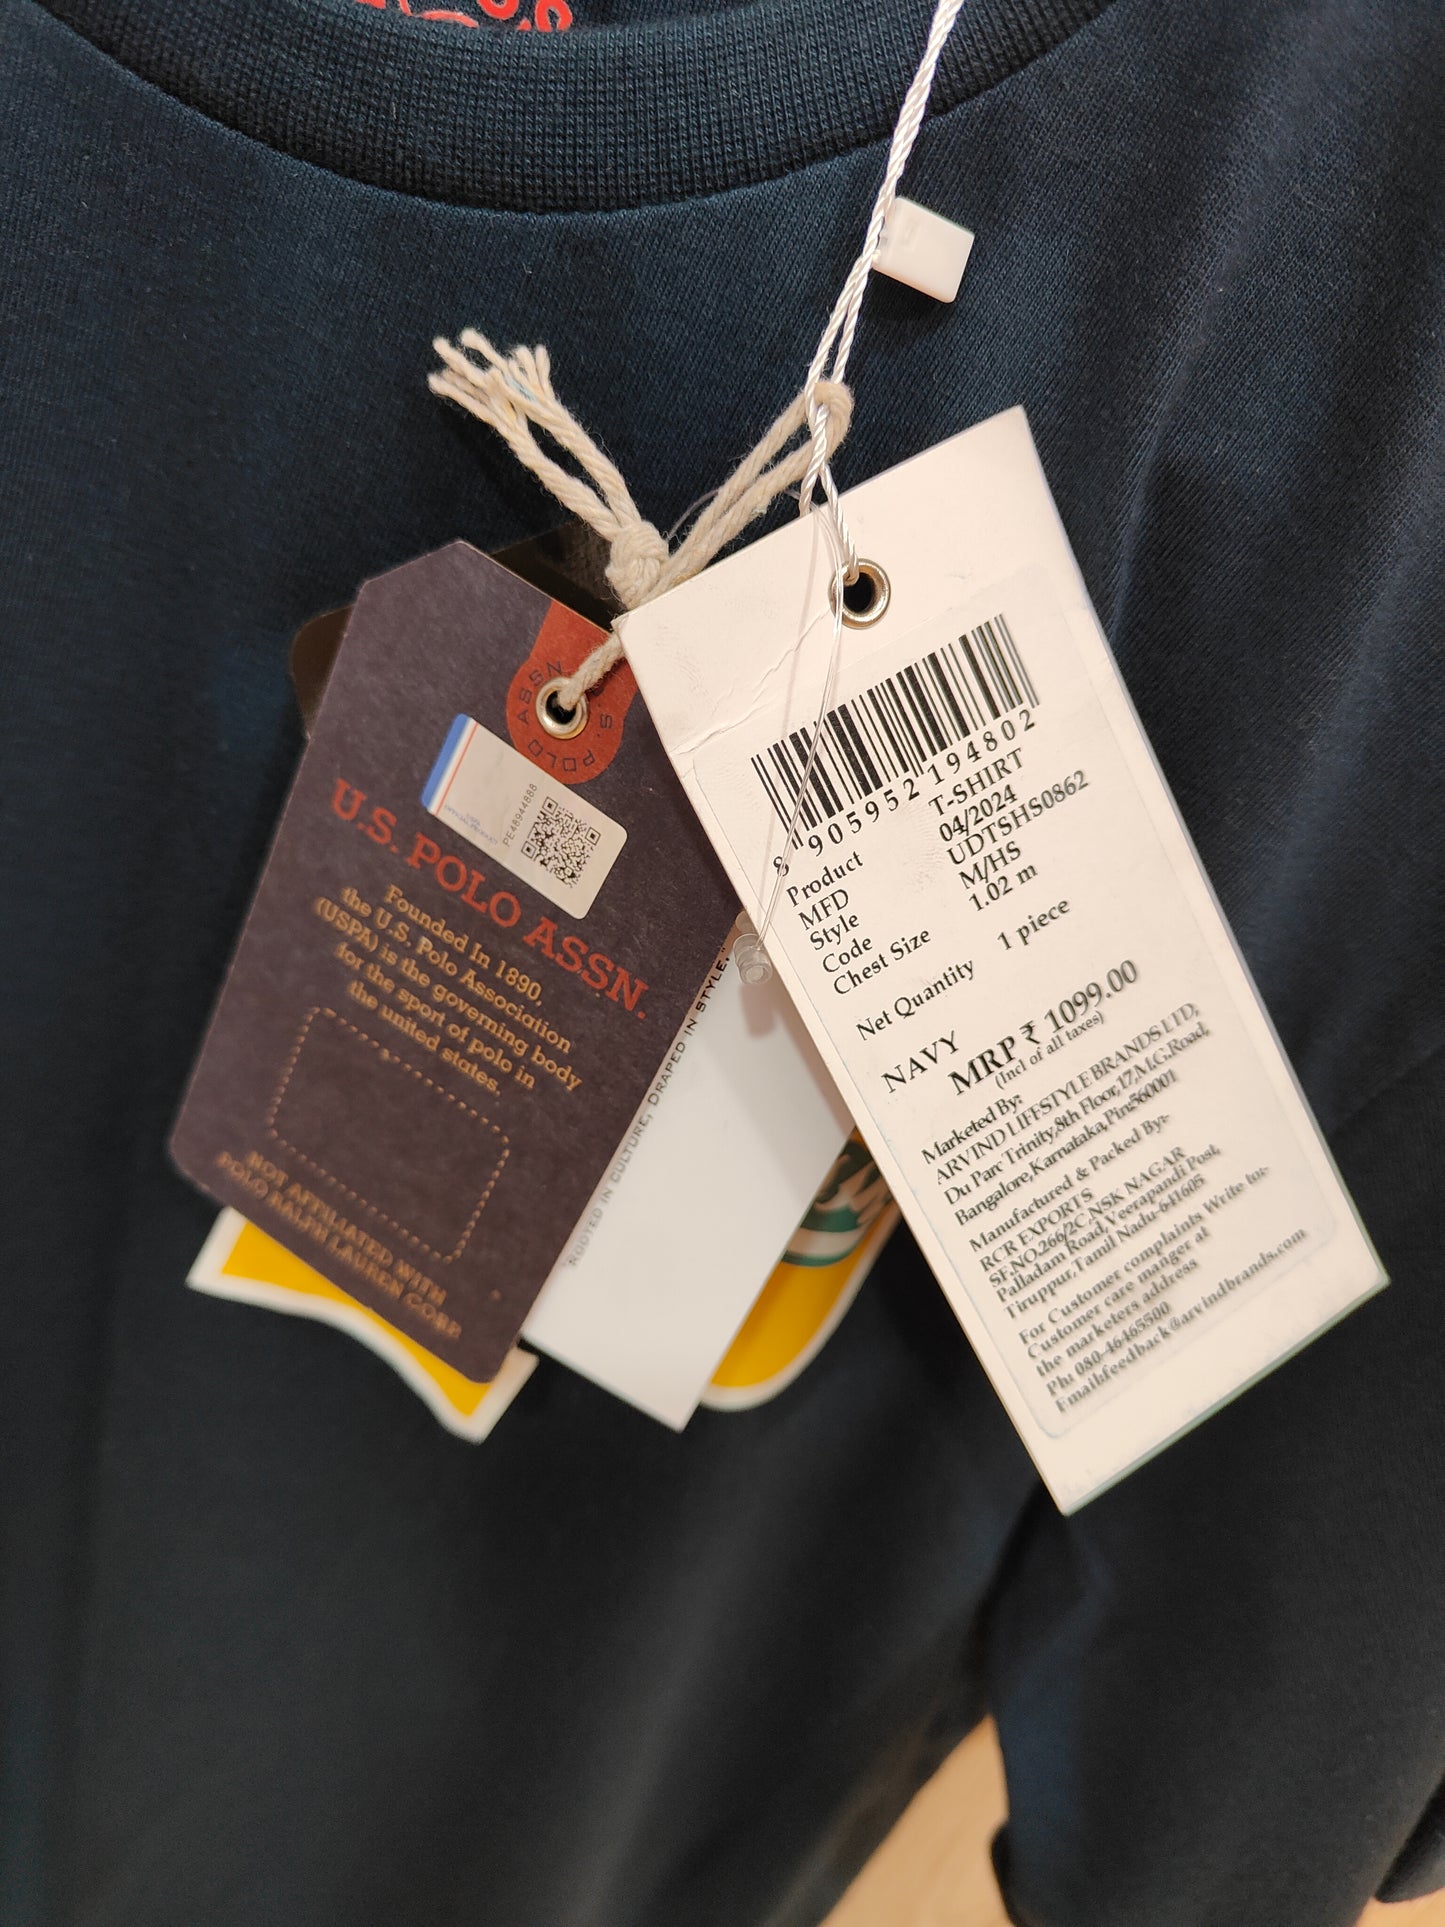 U.S. POLO ASSN
PE48944888
U.S. POLO ASSN.
Founded In 1890,
the U.S. Polo Association
(USPA) is the governing body
for the sport of polo in
the united states.
NOT AFFILIATED WITH
POLO RALPH LAUREN CORP.
"ROOTED IN CULTURE, DRAPED IN STYLE."
8 905952 194802
Product T-SHIRT
MFD 04/2024
Style UDTSHS0862
Code M/HS
Chest Size 1.02 m
Net Quantity 1 piece
NAVY
MRP ₹ 1099.00
(Incl of all taxes)
Marketed By:
ARVIND LIFESTYLE BRANDS LTD,
Du Parc Trinity,8th Floor,17,M.G.Road,
Bangalore,Karnataka,Pin:560001
Manufactured & Packed By:-
RCR EXPORTS
SF.NO.266/2C,NSK NAGAR
Palladam Road,Veerapandi Post,
Tiruppur,Tamil Nadu-641605
For Customer complaints Write to:-
Customer care manger at
the marketers address
Ph: 080-46465500
Email:feedback@arvindbrands.com